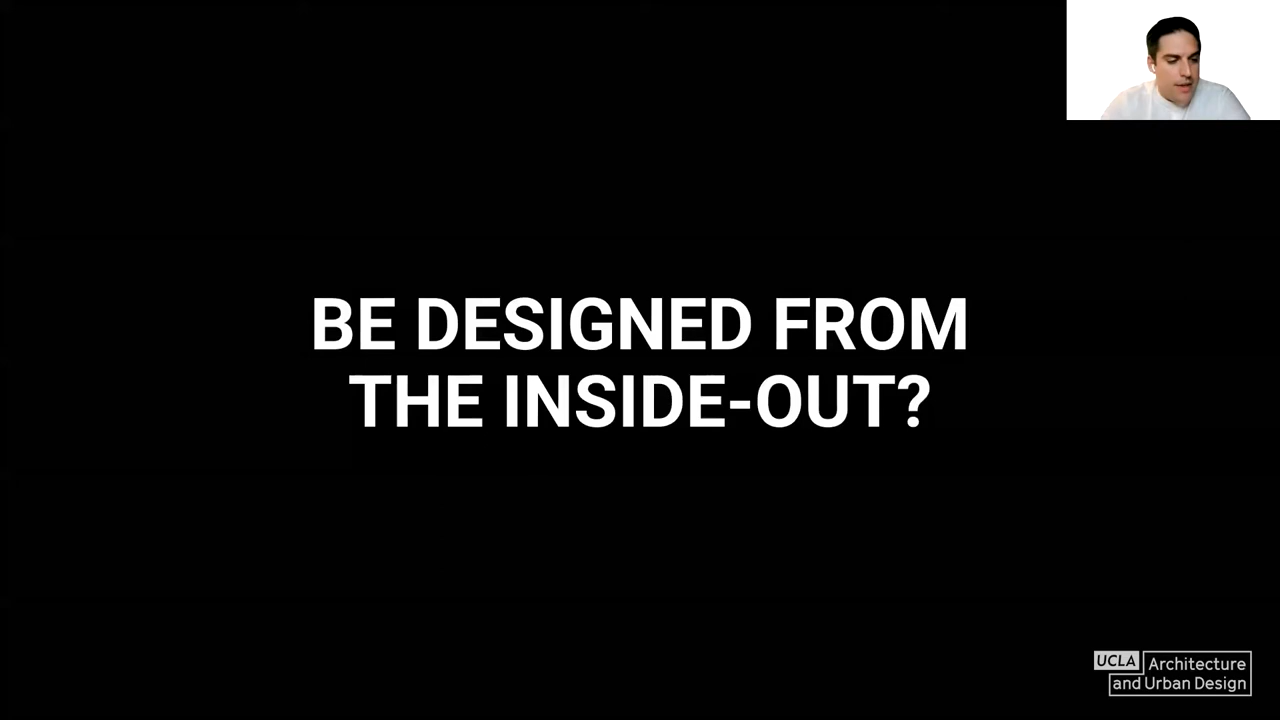 BE DESIGNED FROM
THE INSIDE-OUT?
UCLA Architecture
and Urban Design